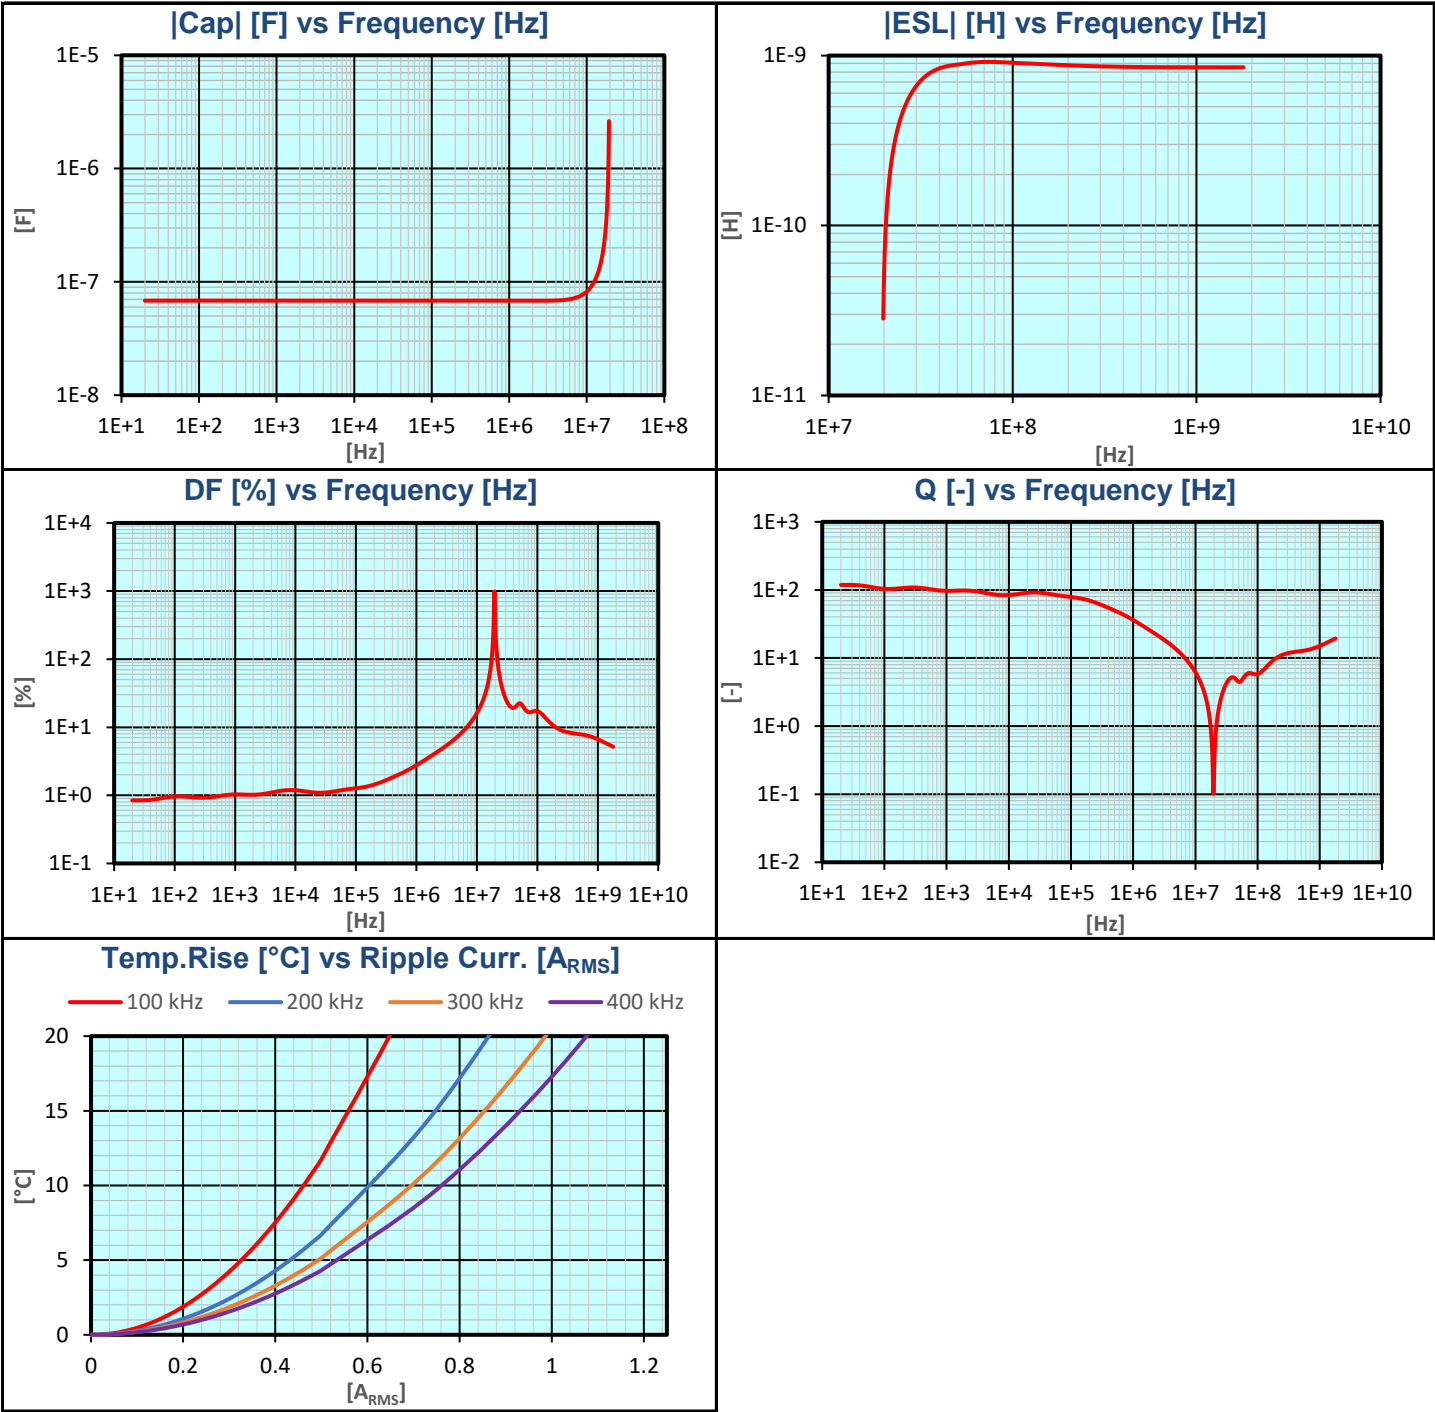 |Cap| [F] vs Frequency [Hz]
1E-5
1E-6
1E-7
1E-8
[F]
1E+1 1E+2 1E+3 1E+4 1E+5 1E+6 1E+7 1E+8
[Hz]
|ESL| [H] vs Frequency [Hz]
1E-9
1E-10
1E-11
[H]
1E+7 1E+8 1E+9 1E+10
[Hz]
DF [%] vs Frequency [Hz]
1E+4
1E+3
1E+2
1E+1
1E+0
1E-1
[%]
1E+1 1E+2 1E+3 1E+4 1E+5 1E+6 1E+7 1E+8 1E+9 1E+10
[Hz]
Q [-] vs Frequency [Hz]
1E+3
1E+2
1E+1
1E+0
1E-1
1E-2
[-]
1E+1 1E+2 1E+3 1E+4 1E+5 1E+6 1E+7 1E+8 1E+9 1E+10
[Hz]
Temp.Rise [°C] vs Ripple Curr. [ARMS]
100 kHz 200 kHz 300 kHz 400 kHz
20
15
10
5
0
[°C]
0 0.2 0.4 0.6 0.8 1 1.2
[ARMS]